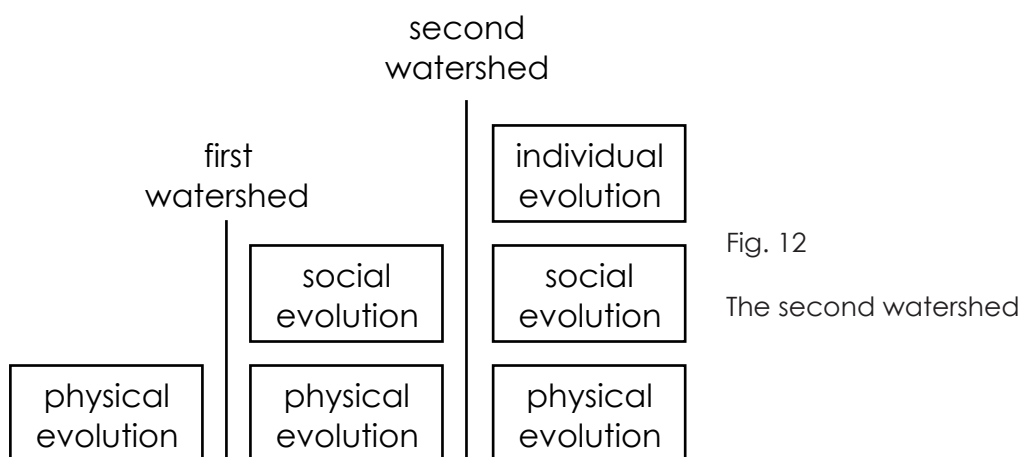 second
watershed
first
watershed
individual
evolution
Fig. 12
social
evolution
social
evolution
The second watershed
physical
evolution
physical
evolution
physical
evolution